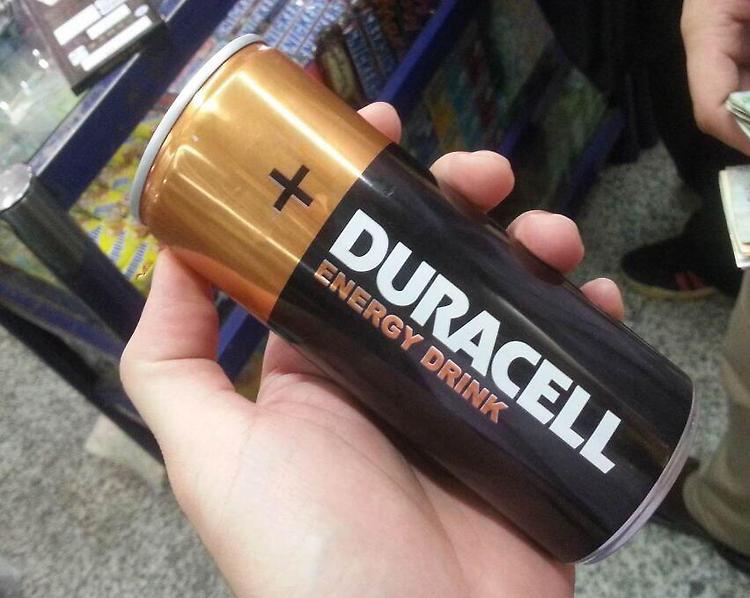 +
DURACELL
ENERGY DRINK